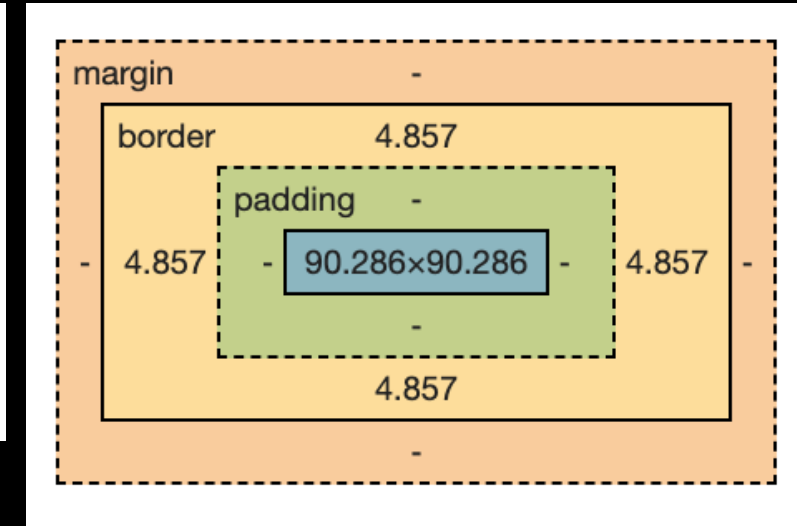 margin -
border 4.857
padding -
- 4.857 - 90.286×90.286 - 4.857 -
-
4.857
-